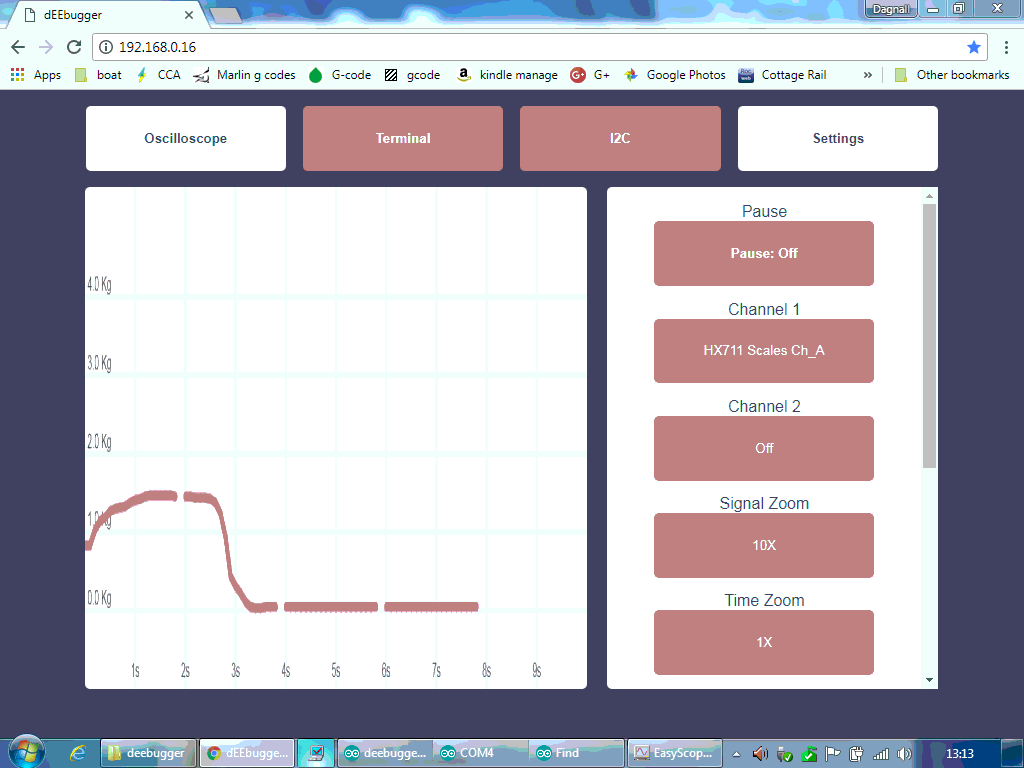 dEEbugger
Dagnall
192.168.0.16
Apps boat CCA Marlin g codes G-code gcode kindle manage G+ Google Photos Cottage Rail » Other bookmarks
Oscilloscope Terminal I2C Settings
Pause
Pause: Off
Channel 1
HX711 Scales Ch_A
Channel 2
Off
Signal Zoom
10X
Time Zoom
1X
4.0 Kg
3.0 Kg
2.0 Kg
1.0 Kg
0.0 Kg
1s 2s 3s 4s 5s 6s 7s 8s 9s
deebugger dEEbugge... deebugge... COM4 Find EasyScop... 13:13